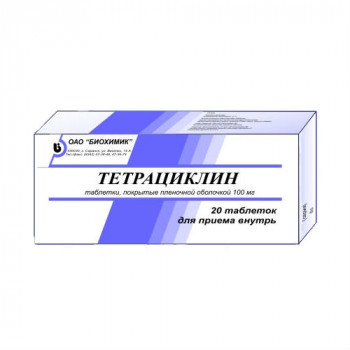 ОАО "БИОХИМИК"
ТЕТРАЦИКЛИН
таблетки, покрытые пленочной оболочкой 100 мг
20 таблеток
для приема внутрь